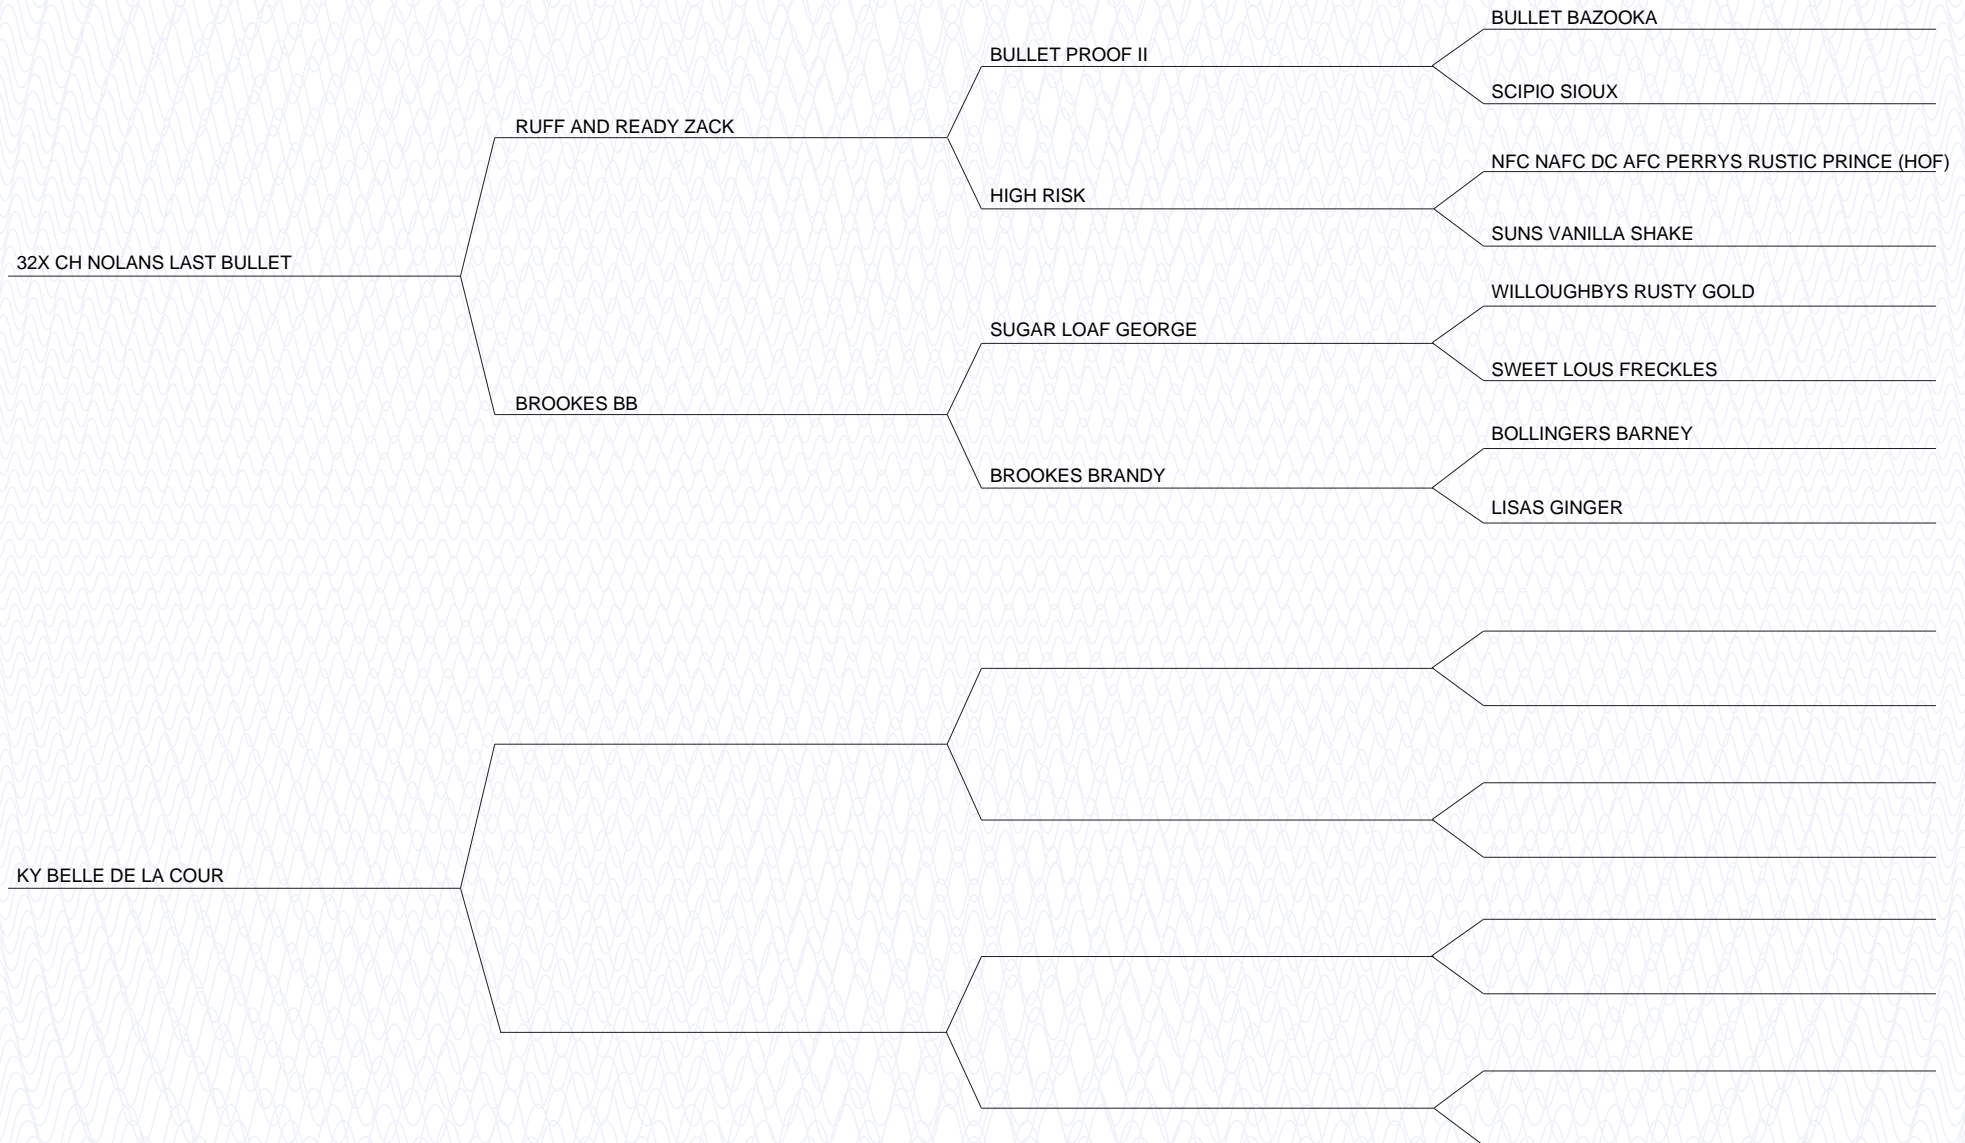 BULLET BAZOOKA
BULLET PROOF II
SCIPIO SIOUX
RUFF AND READY ZACK
NFC NAFC DC AFC PERRYS RUSTIC PRINCE (HOF)
HIGH RISK
SUNS VANILLA SHAKE
32X CH NOLANS LAST BULLET
WILLOUGHBYS RUSTY GOLD
SUGAR LOAF GEORGE
SWEET LOUS FRECKLES
BROOKES BB
BOLLINGERS BARNEY
BROOKES BRANDY
LISAS GINGER
KY BELLE DE LA COUR